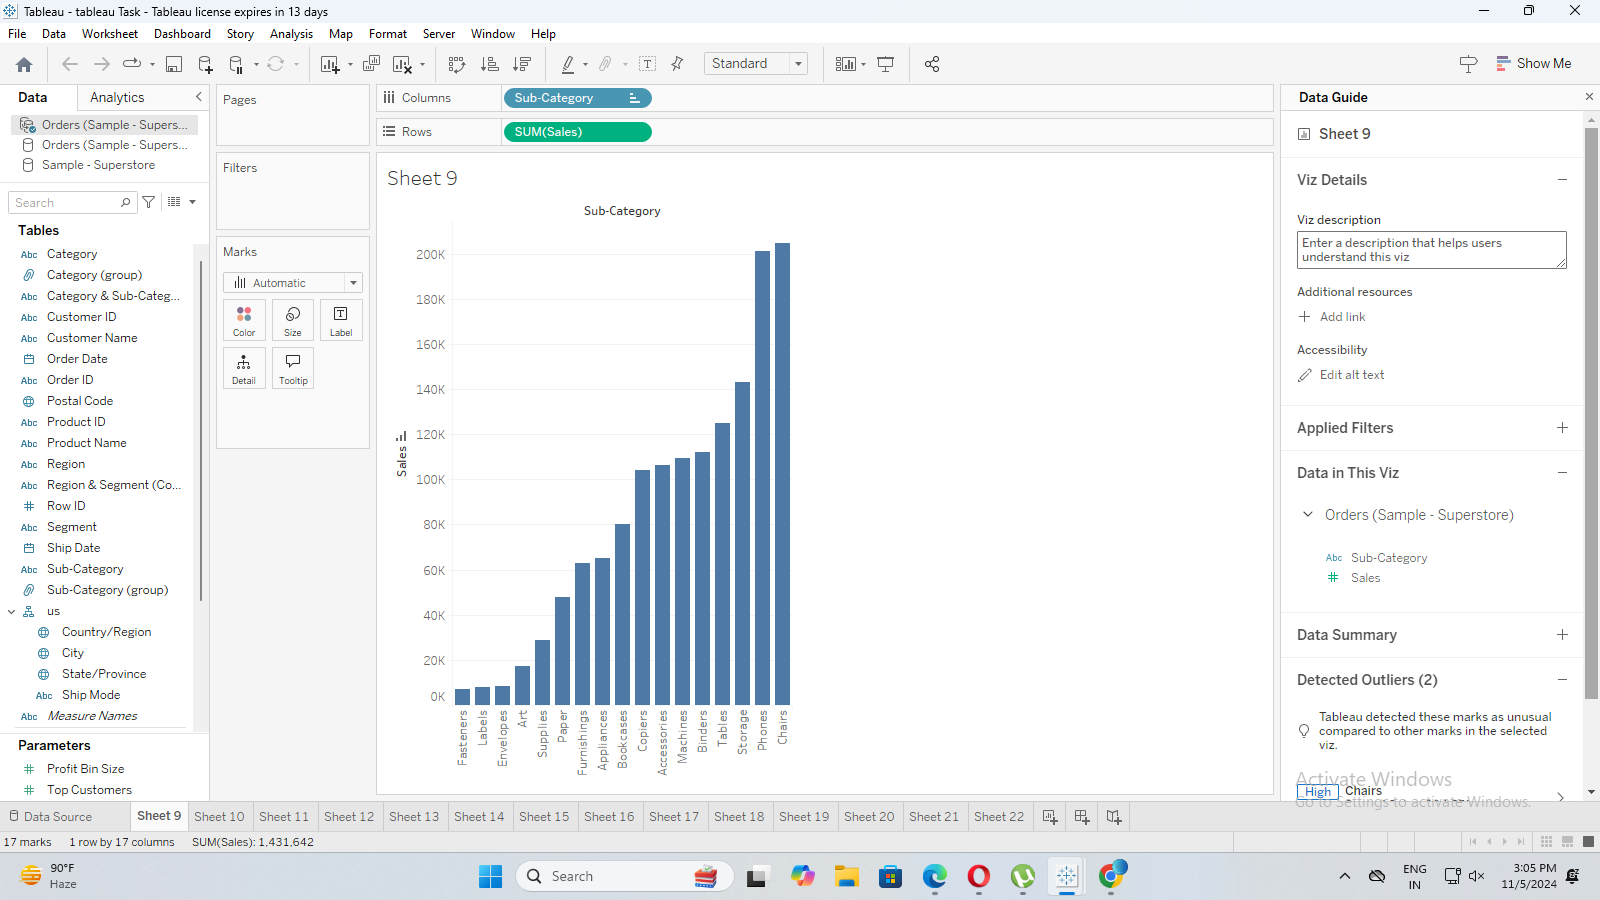 Tableau - tableau Task - Tableau license expires in 13 days
File Data Worksheet Dashboard Story Analysis Map Format Server Window Help
Standard
Show Me
Data Analytics
Orders (Sample - Supers...
Orders (Sample - Supers...
Sample - Superstore
Search
Tables
Abc Category
Category (group)
Abc Category & Sub-Categ...
Abc Customer ID
Abc Customer Name
Order Date
Abc Order ID
Postal Code
Abc Product ID
Abc Product Name
Abc Region
Abc Region & Segment (Co...
# Row ID
Abc Segment
Ship Date
Abc Sub-Category
Sub-Category (group)
us
Country/Region
City
State/Province
Abc Ship Mode
Abc Measure Names
Parameters
# Profit Bin Size
# Top Customers
Pages
Filters
Marks
Automatic
Color Size Label
Detail Tooltip
Columns Sub-Category
Rows SUM(Sales)
Sheet 9
Sub-Category
Sales
200K
180K
160K
140K
120K
100K
80K
60K
40K
20K
0K
Fasteners
Labels
Envelopes
Art
Supplies
Paper
Furnishings
Appliances
Bookcases
Copiers
Accessories
Machines
Binders
Tables
Storage
Phones
Chairs
Data Guide
Sheet 9
Viz Details
Viz description
Enter a description that helps users
understand this viz
Additional resources
Add link
Accessibility
Edit alt text
Applied Filters
Data in This Viz
Orders (Sample - Superstore)
Abc Sub-Category
# Sales
Data Summary
Detected Outliers (2)
Tableau detected these marks as unusual
compared to other marks in the selected
viz.
High Chairs
Activate Windows
Go to Settings to activate Windows.
Data Source Sheet 9 Sheet 10 Sheet 11 Sheet 12 Sheet 13 Sheet 14 Sheet 15 Sheet 16 Sheet 17 Sheet 18 Sheet 19 Sheet 20 Sheet 21 Sheet 22
17 marks 1 row by 17 columns SUM(Sales): 1,431,642
90°F
Haze
Search
ENG
IN
3:05 PM
11/5/2024